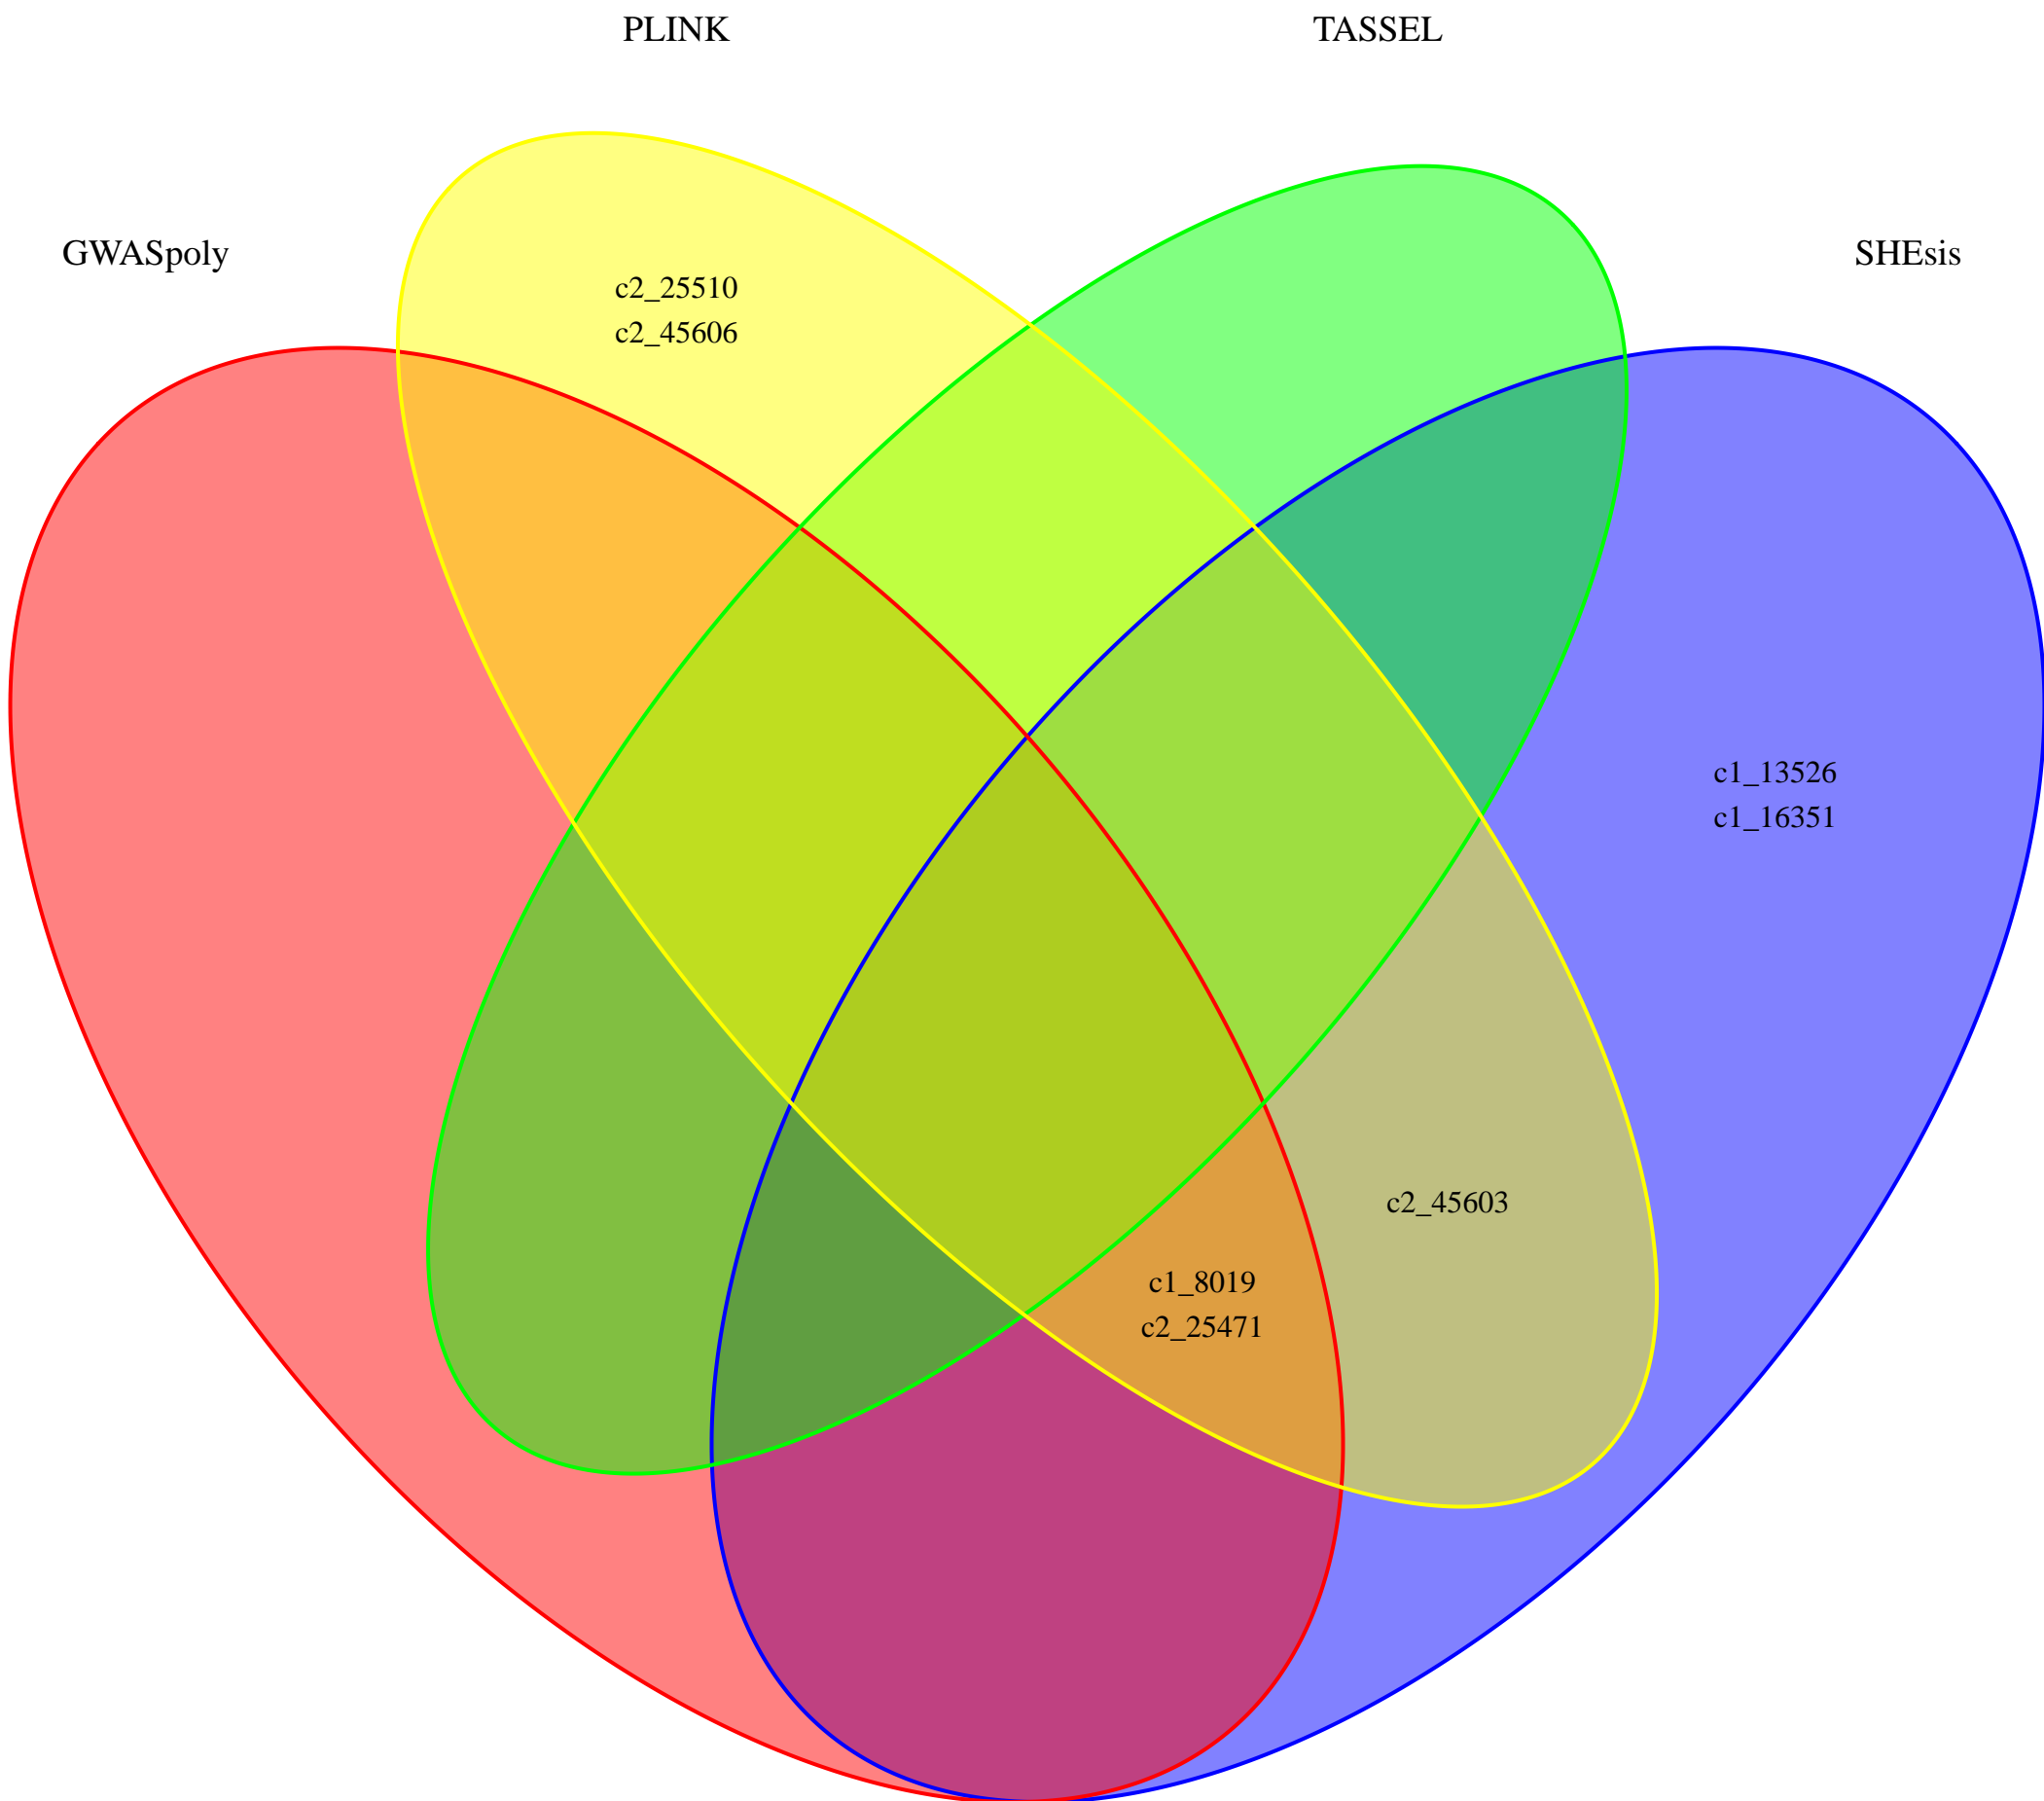 PLINK
TASSEL
GWASpoly
SHEsis
c2_25510
c2_45606
c1_13526
c1_16351
c2_45603
c1_8019
c2_25471